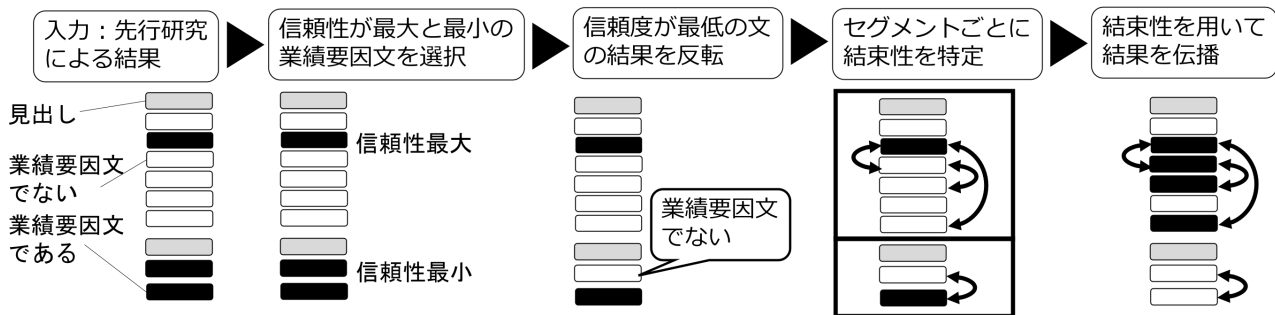 入力：先行研究
による結果
信頼性が最大と最小の
業績要因文を選択
信頼度が最低の文
の結果を反転
セグメントごとに
結束性を特定
結束性を用いて
結果を伝播
見出し
業績要因文
でない
業績要因文
である
信頼性最大
信頼性最小
業績要因文
でない